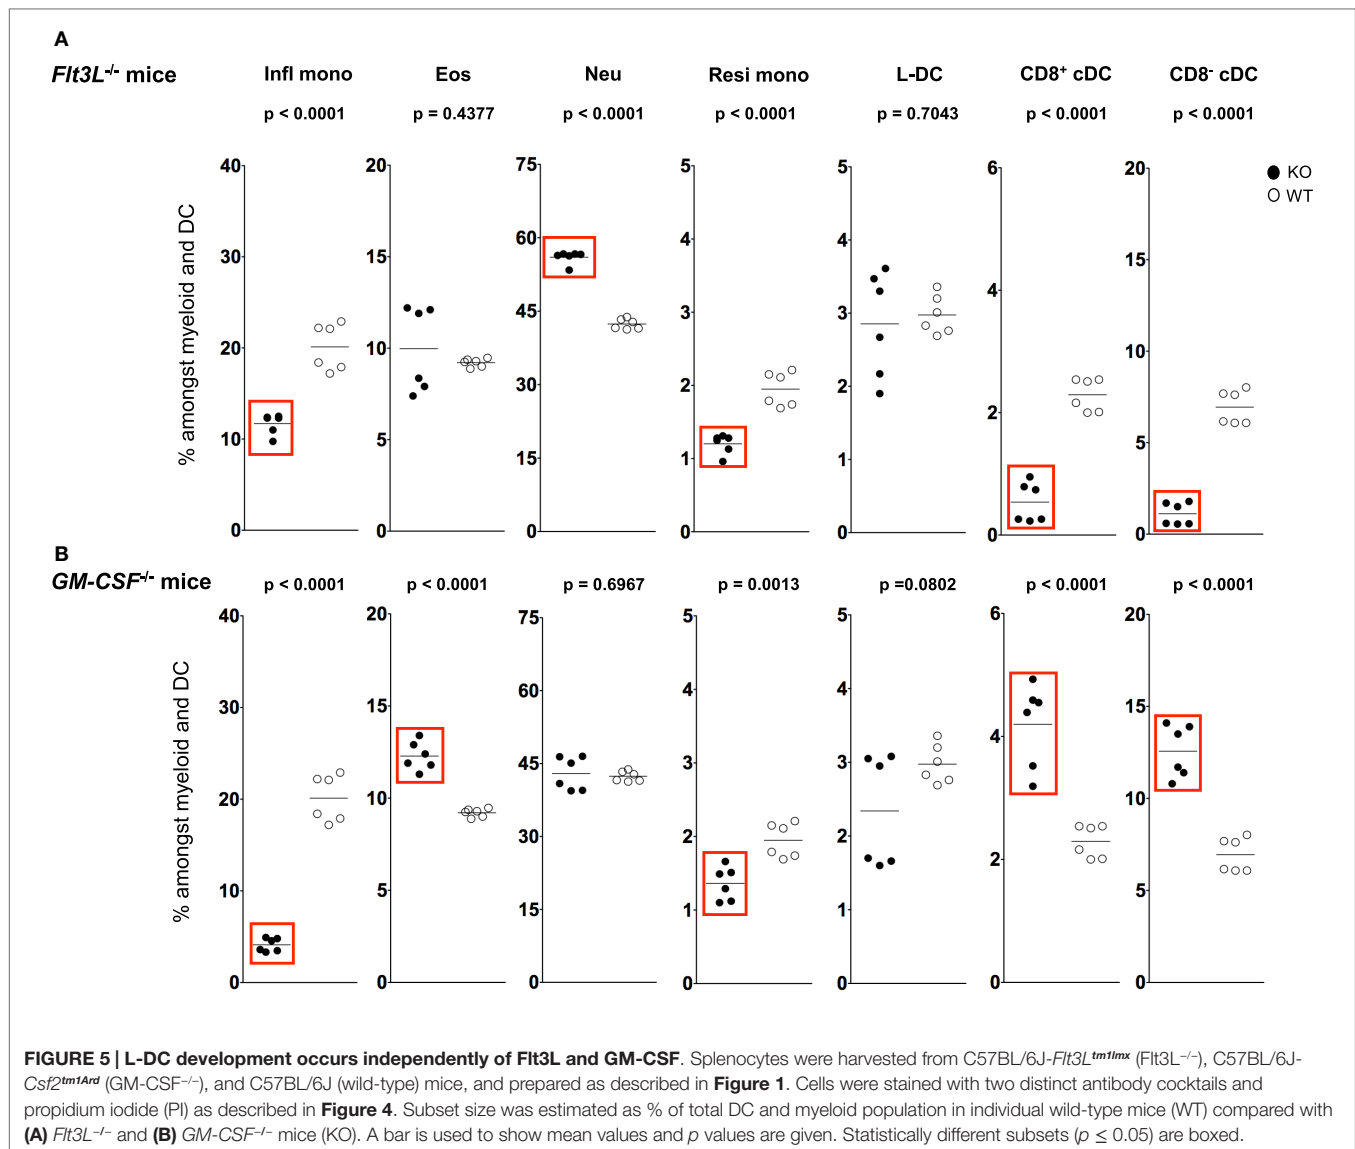 A
Flt3L-/- mice
Infl mono Eos Neu Resi mono L-DC CD8+ cDC CD8- cDC
p < 0.0001 p = 0.4377 p < 0.0001 p < 0.0001 p = 0.7043 p < 0.0001 p < 0.0001
% amongst myeloid and DC
40 30 20 10 0
20 15 10 5 0
75 60 45 30 15 0
5 4 3 2 1 0
5 4 3 2 1 0
6 4 2 0
20 15 10 5 0
KO
WT
B
GM-CSF-/- mice
p < 0.0001 p < 0.0001 p = 0.6967 p = 0.0013 p =0.0802 p < 0.0001 p < 0.0001
% amongst myeloid and DC
40 30 20 10 0
20 15 10 5 0
75 60 45 30 15 0
5 4 3 2 1 0
5 4 3 2 1 0
6 4 2 0
20 15 10 5 0
FIGURE 5 | L-DC development occurs independently of Flt3L and GM-CSF. Splenocytes were harvested from C57BL/6J-Flt3Ltm1Imx (Flt3L−/−), C57BL/6J-
Csf2tm1Ard (GM-CSF−/−), and C57BL/6J (wild-type) mice, and prepared as described in Figure 1. Cells were stained with two distinct antibody cocktails and
propidium iodide (PI) as described in Figure 4. Subset size was estimated as % of total DC and myeloid population in individual wild-type mice (WT) compared with
(A) Flt3L−/− and (B) GM-CSF−/− mice (KO). A bar is used to show mean values and p values are given. Statistically different subsets (p ≤ 0.05) are boxed.